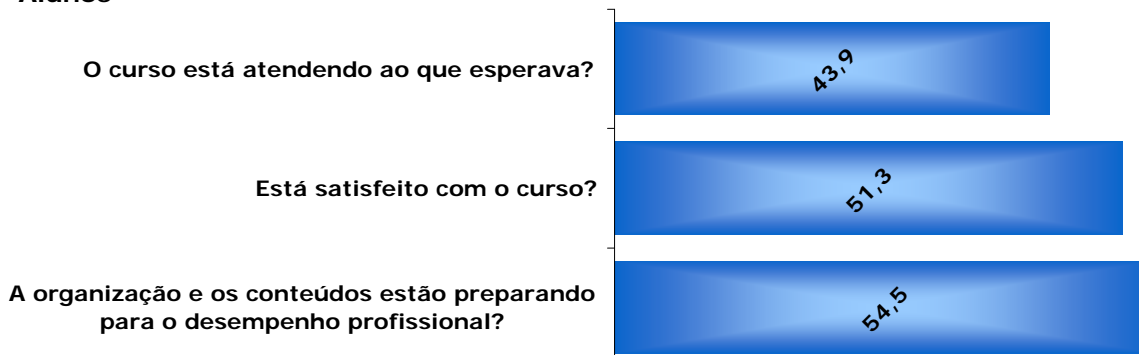 Alunos
O curso está atendendo ao que esperava?
43,9
Está satisfeito com o curso?
51,3
A organização e os conteúdos estão preparando
para o desempenho profissional?
54,5